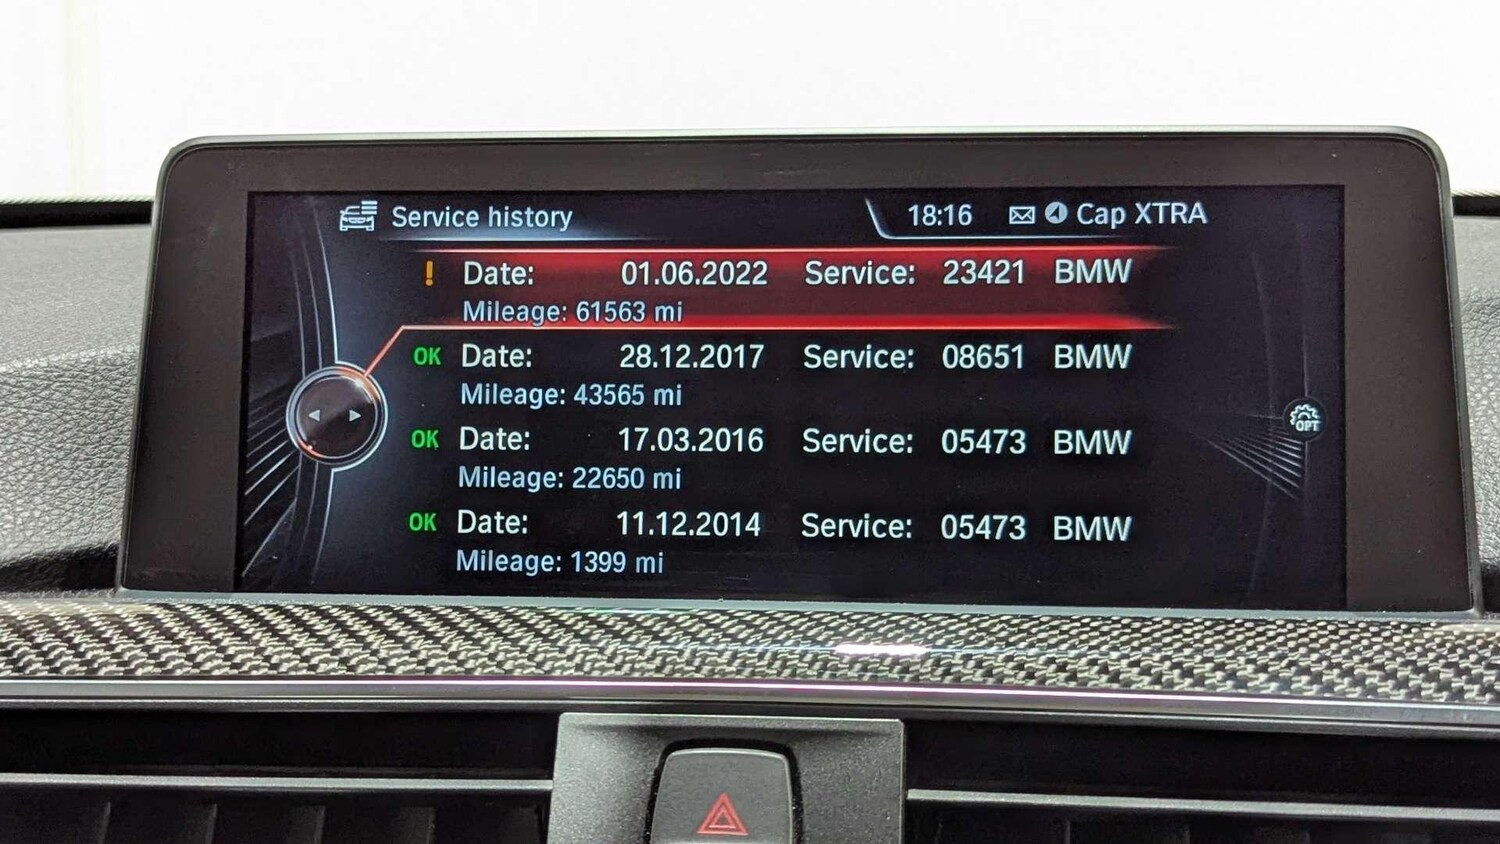 Service history 18:16 Cap XTRA
! Date: 01.06.2022 Service: 23421 BMW
Mileage: 61563 mi
OK Date: 28.12.2017 Service: 08651 BMW
Mileage: 43565 mi
OK Date: 17.03.2016 Service: 05473 BMW
Mileage: 22650 mi
OPT
OK Date: 11.12.2014 Service: 05473 BMW
Mileage: 1399 mi